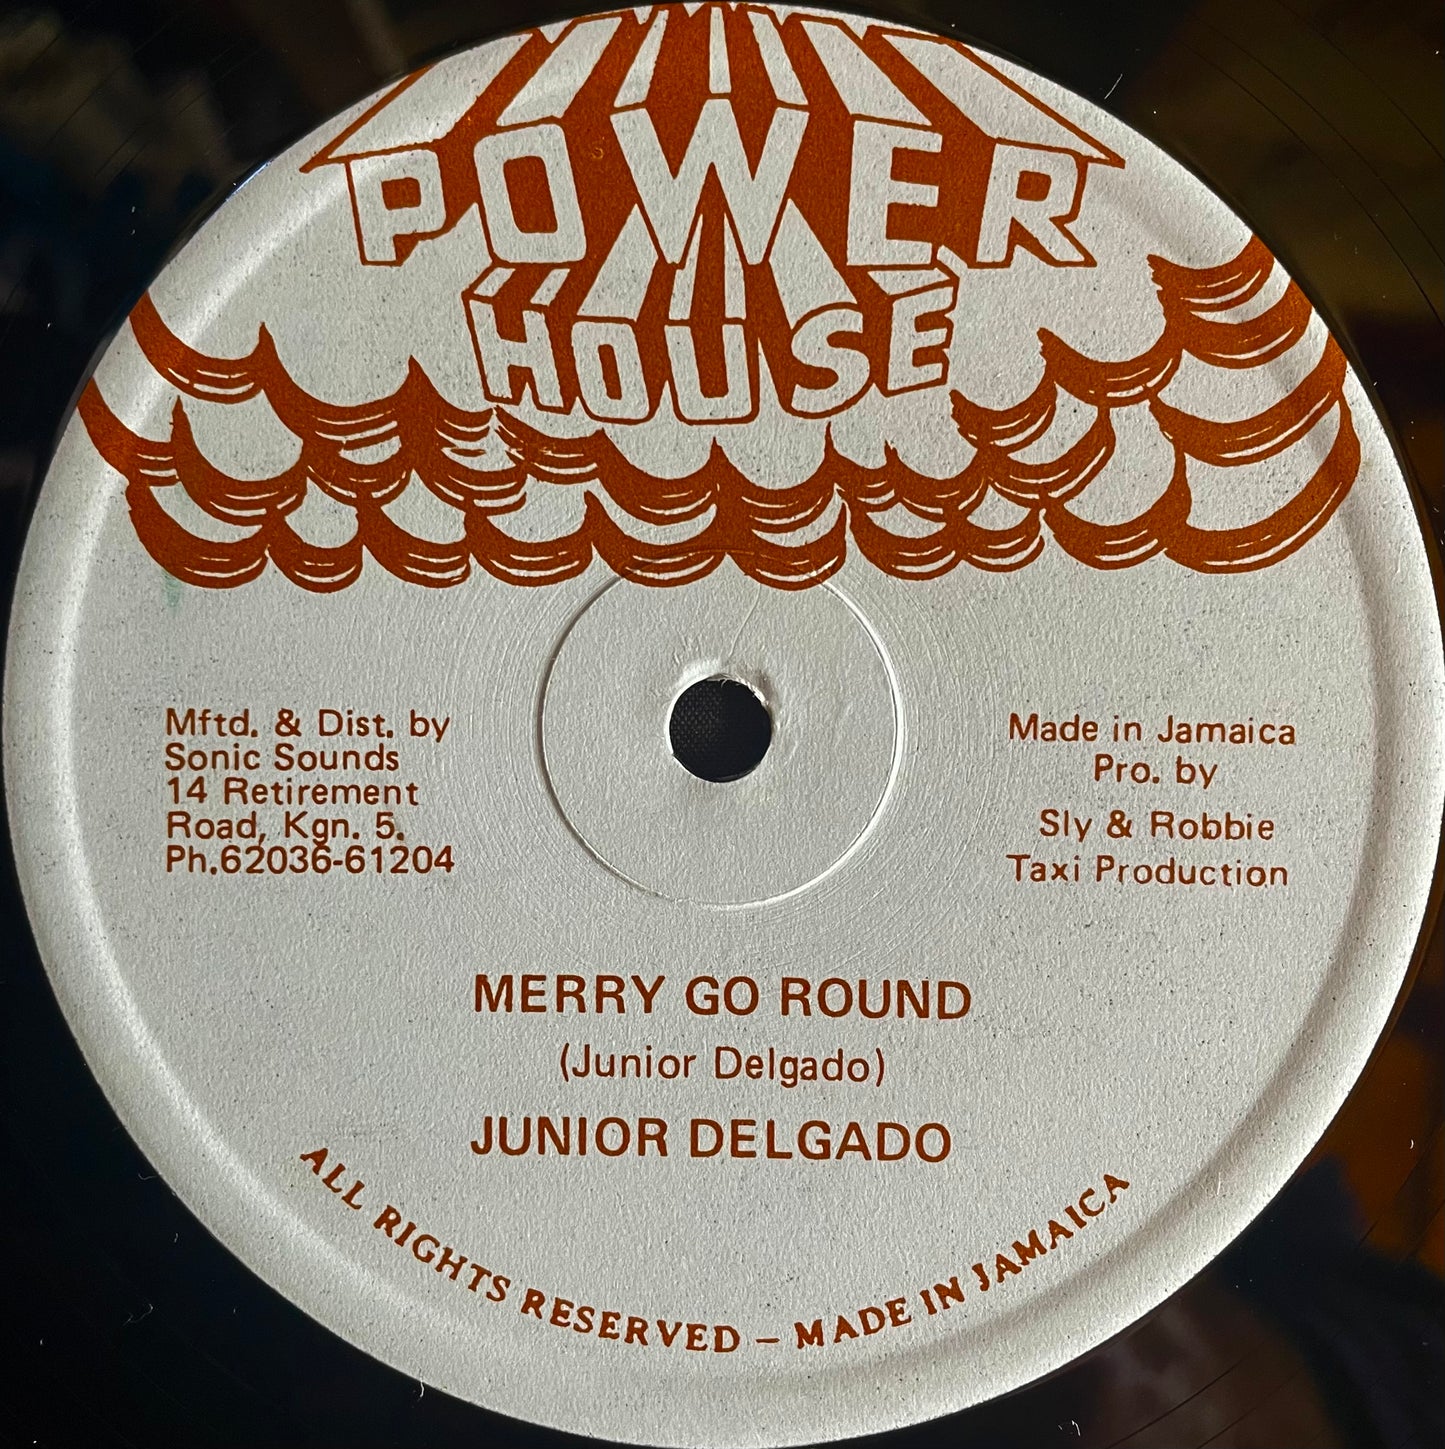 POWER
HOUSE
Mftd. & Dist. by
Sonic Sounds
14 Retirement
Road, Kgn. 5.
Ph.62036-61204
Made in Jamaica
Pro. by
Sly & Robbie
Taxi Production
MERRY GO ROUND
(Junior Delgado)
JUNIOR DELGADO
ALL RIGHTS RESERVED – MADE IN JAMAICA